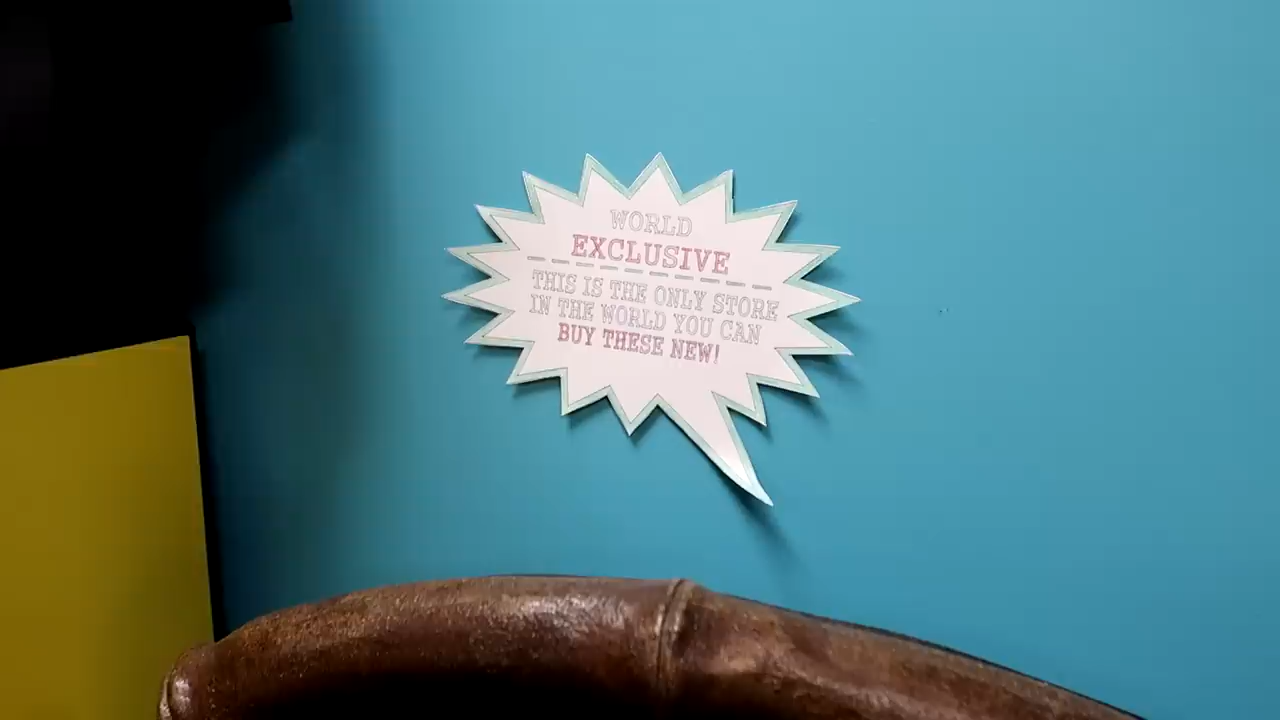 WORLD
EXCLUSIVE
THIS IS THE ONLY STORE
IN THE WORLD YOU CAN
BUY THESE NEW!